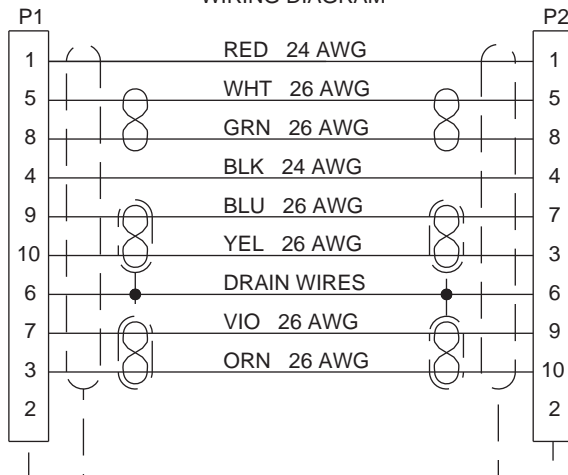 WIRING DIAGRAM
P1 P2
1 RED 24 AWG 1
5 WHT 26 AWG 5
8 GRN 26 AWG 8
4 BLK 24 AWG 4
9 BLU 26 AWG 7
10 YEL 26 AWG 3
6 DRAIN WIRES 6
7 VIO 26 AWG 9
3 ORN 26 AWG 10
2 2